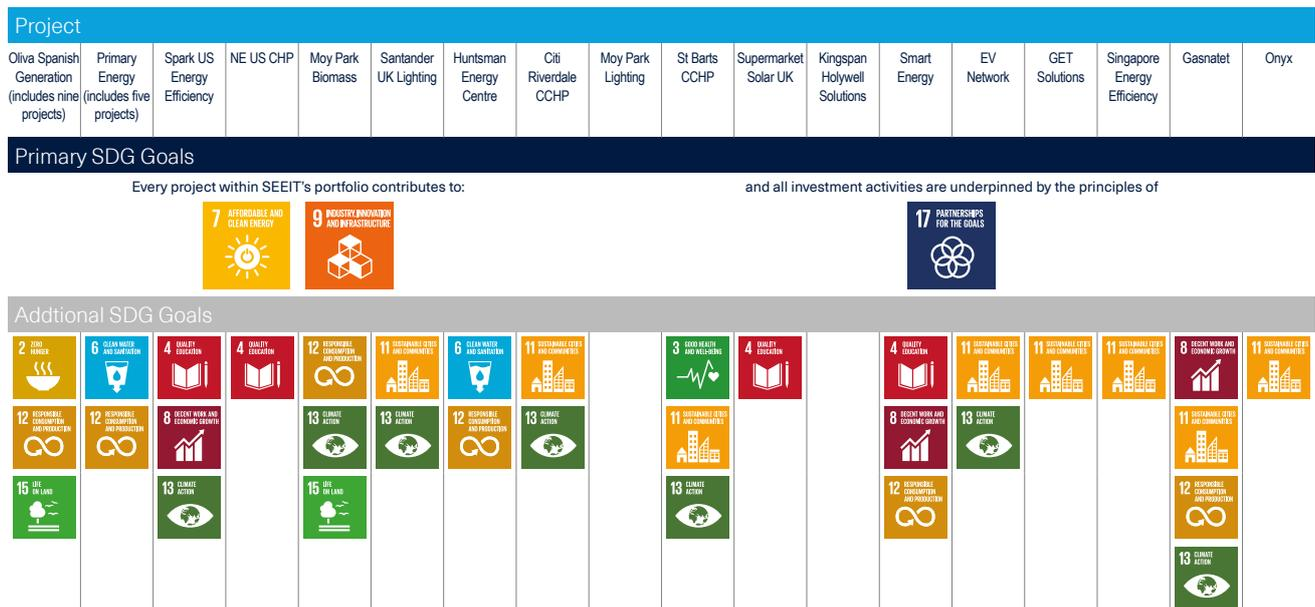 Project
Oliva Spanish
Generation
(includes nine
projects)
Primary
Energy
(includes five
projects)
Spark US
Energy
Efficiency
NE US CHP
Moy Park
Biomass
Santander
UK Lighting
Huntsman
Energy
Centre
Citi
Riverdale
CCHP
Moy Park
Lighting
St Barts
CCHP
Supermarket
Solar UK
Kingspan
Holywell
Solutions
Smart
Energy
EV
Network
GET
Solutions
Singapore
Energy
Efficiency
Gasnatet
Onyx
Primary SDG Goals
Every project within SEEIT's portfolio contributes to:
and all investment activities are underpinned by the principles of
7 AFFORDABLE AND
CLEAN ENERGY
9 INDUSTRY, INNOVATION
AND INFRASTRUCTURE
17 PARTNERSHIPS
FOR THE GOALS
Addtional SDG Goals
2 ZERO
HUNGER
12 RESPONSIBLE
CONSUMPTION
AND PRODUCTION
15 LIFE
ON LAND
6 CLEAN WATER
AND SANITATION
12 RESPONSIBLE
CONSUMPTION
AND PRODUCTION
4 QUALITY
EDUCATION
8 DECENT WORK AND
ECONOMIC GROWTH
13 CLIMATE
ACTION
4 QUALITY
EDUCATION
12 RESPONSIBLE
CONSUMPTION
AND PRODUCTION
13 CLIMATE
ACTION
15 LIFE
ON LAND
11 SUSTAINABLE CITIES
AND COMMUNITIES
13 CLIMATE
ACTION
6 CLEAN WATER
AND SANITATION
12 RESPONSIBLE
CONSUMPTION
AND PRODUCTION
11 SUSTAINABLE CITIES
AND COMMUNITIES
13 CLIMATE
ACTION
3 GOOD HEALTH
AND WELL-BEING
11 SUSTAINABLE CITIES
AND COMMUNITIES
13 CLIMATE
ACTION
4 QUALITY
EDUCATION
4 QUALITY
EDUCATION
8 DECENT WORK AND
ECONOMIC GROWTH
12 RESPONSIBLE
CONSUMPTION
AND PRODUCTION
11 SUSTAINABLE CITIES
AND COMMUNITIES
13 CLIMATE
ACTION
11 SUSTAINABLE CITIES
AND COMMUNITIES
11 SUSTAINABLE CITIES
AND COMMUNITIES
8 DECENT WORK AND
ECONOMIC GROWTH
11 SUSTAINABLE CITIES
AND COMMUNITIES
12 RESPONSIBLE
CONSUMPTION
AND PRODUCTION
13 CLIMATE
ACTION
11 SUSTAINABLE CITIES
AND COMMUNITIES